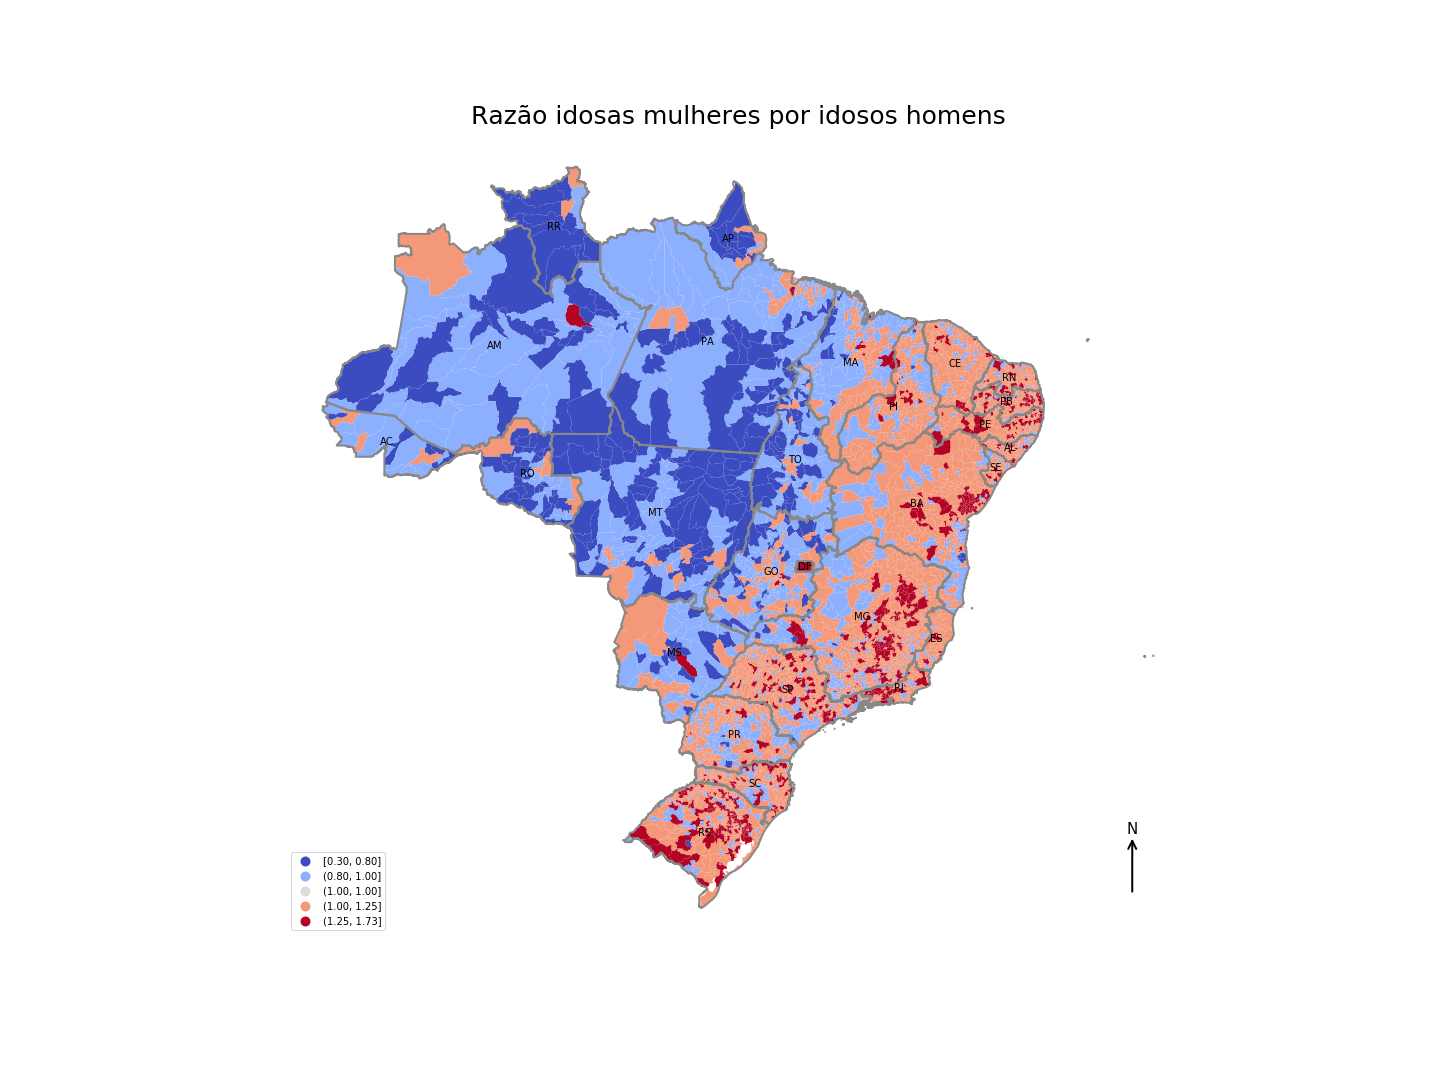 Razão idosas mulheres por idosos homens
RR
AP
AM
PA
MA
CE
RN
PB
PI
PE
AL
AC
TO
SE
RO
BA
MT
GO
DF
MG
ES
MS
SP
RJ
PR
SC
RS
N
[0.30, 0.80]
(0.80, 1.00]
(1.00, 1.00]
(1.00, 1.25]
(1.25, 1.73]